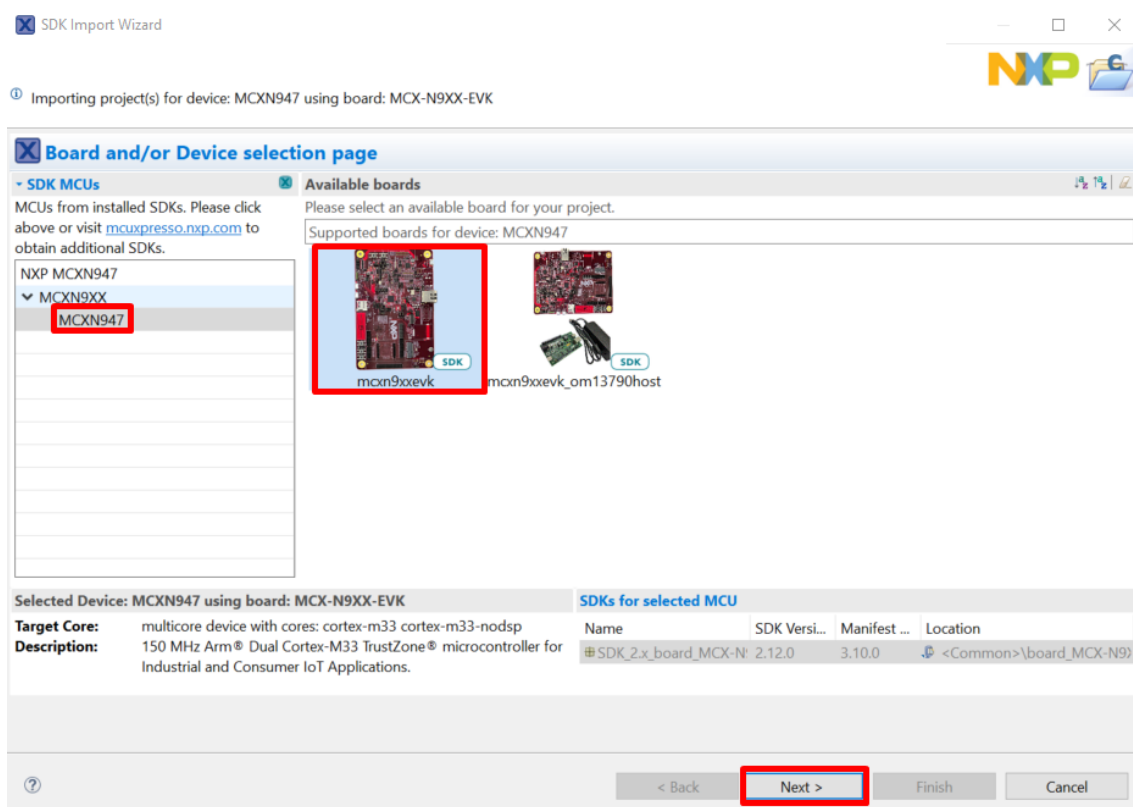 SDK Import Wizard
NXP
Importing project(s) for device: MCXN947 using board: MCX-N9XX-EVK
Board and/or Device selection page
SDK MCUs
MCUs from installed SDKs. Please click
above or visit mcuxpresso.nxp.com to
obtain additional SDKs.
NXP MCXN947
MCXN9XX
MCXN947
Available boards
Please select an available board for your project.
Supported boards for device: MCXN947
NXP
SDK
mcxn9xxevk
SDK
mcxn9xxevk_om13790host
Selected Device: MCXN947 using board: MCX-N9XX-EVK
Target Core: multicore device with cores: cortex-m33 cortex-m33-nodsp
Description: 150 MHz Arm® Dual Cortex-M33 TrustZone® microcontroller for
Industrial and Consumer IoT Applications.
SDKs for selected MCU
Name SDK Versi... Manifest ... Location
SDK_2.x_board_MCX-N 2.12.0 3.10.0 <Common>\board_MCX-N9
< Back Next > Finish Cancel